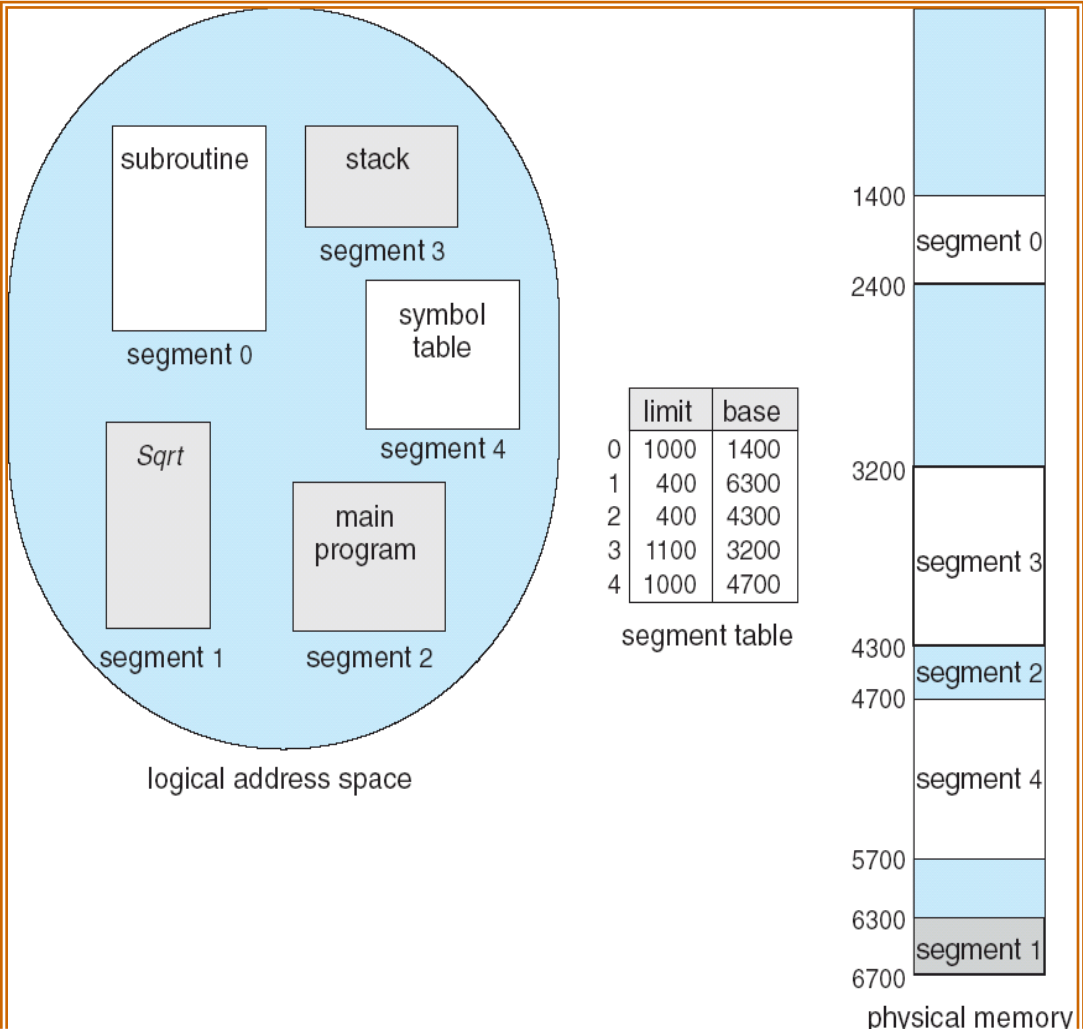 subroutine
stack
segment 3
symbol
table
segment 0
segment 4
Sqrt
main
program
segment 1
segment 2
logical address space
limit base
0 1000 1400
1 400 6300
2 400 4300
3 1100 3200
4 1000 4700
segment table
1400
segment 0
2400
3200
segment 3
4300
segment 2
4700
segment 4
5700
6300
segment 1
6700
physical memory